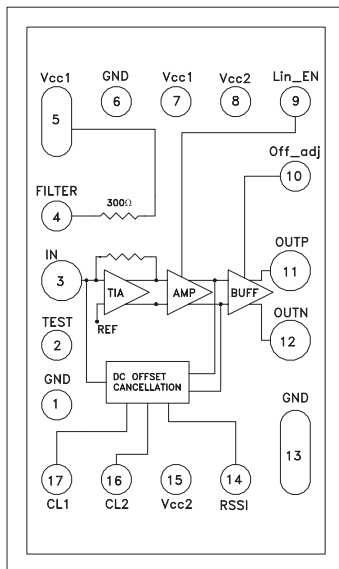 Vcc1
GND
Vcc1
Vcc2
Lin_EN
5
6
7
8
9
Off_adj
10
FILTER
300Ω
4
IN
OUTP
3
TIA
AMP
BUFF
11
REF
OUTN
TEST
12
2
DC OFFSET
CANCELLATION
GND
GND
1
13
17
16
15
14
CL1
CL2
Vcc2
RSSI